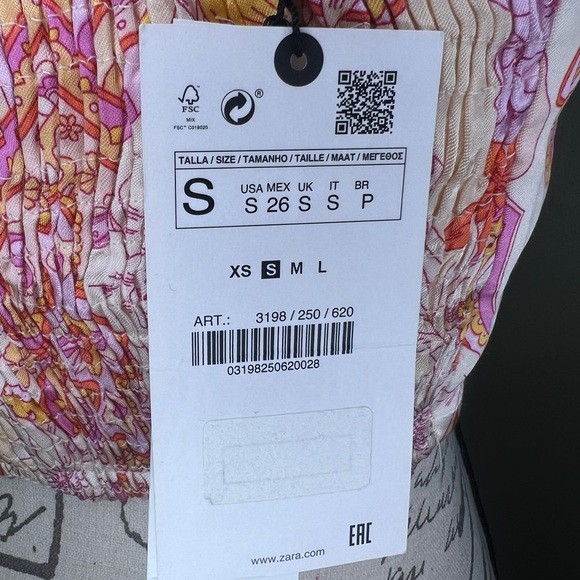 FSC
MIX
FSC™ C018020
®
TALLA / SIZE / TAMANHO / TAILLE / MAAT / ΜΕΓΕΘΟΣ
S
USA MEX UK IT BR
S 26 S S P
XS S M L
ART.: 3198 / 250 / 620
03198250620028
EAC
www.zara.com